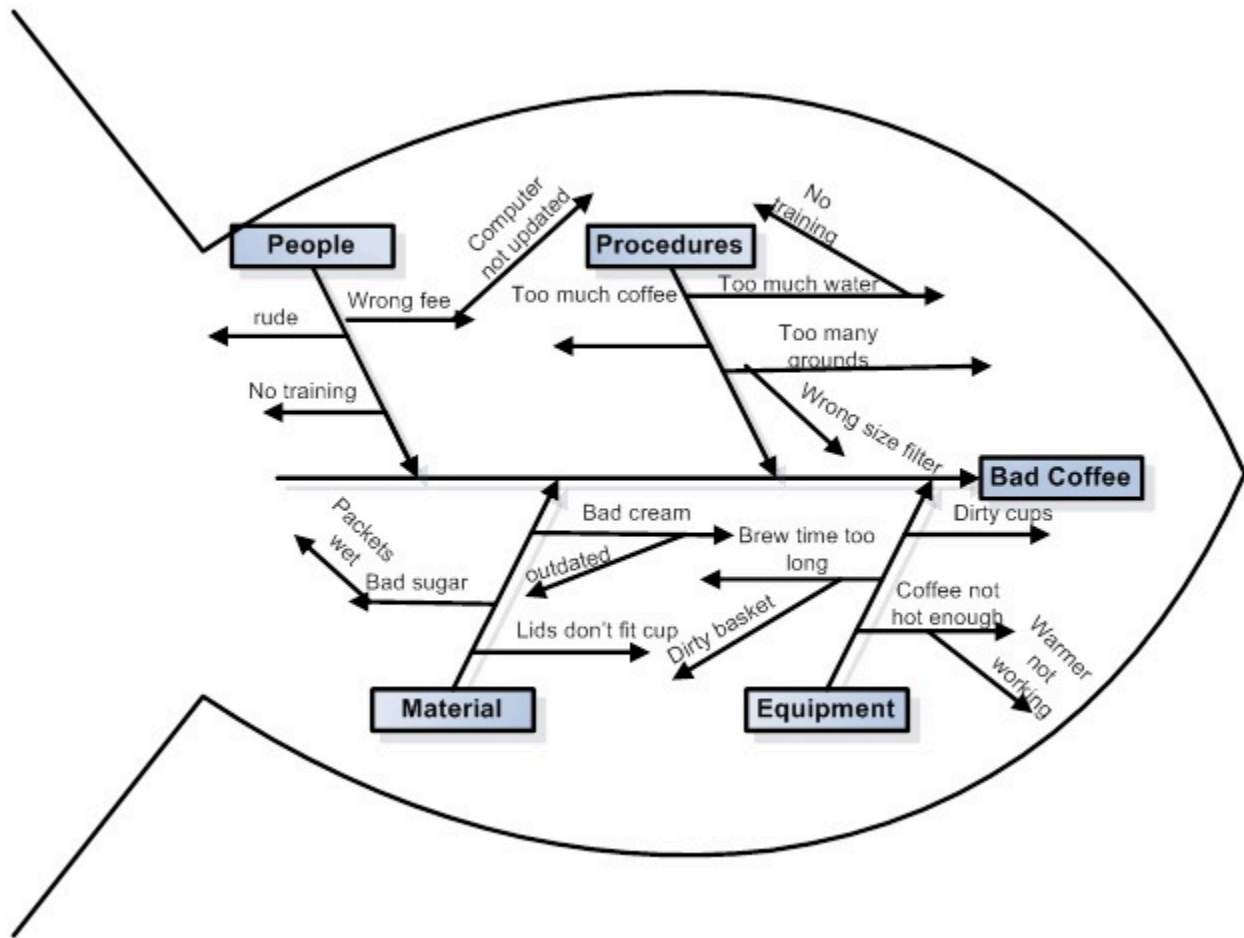 People
Computer
not updated
Wrong fee
rude
No training
Procedures
No
training
Too much coffee
Too much water
Too many
grounds
Wrong size filter
Bad Coffee
Packets
wet
Bad sugar
Bad cream
outdated
Lids don't fit cup
Material
Brew time too
long
Dirty basket
Dirty cups
Coffee not
hot enough
Warmer
not
working
Equipment